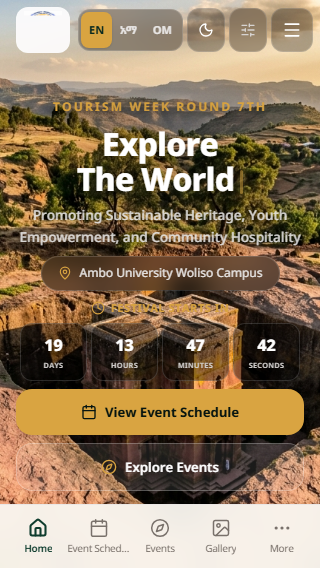 EN አማ OM
TOURISM WEEK ROUND 7TH
Explore
The World
Promoting Sustainable Heritage, Youth
Empowerment, and Community Hospitality
Ambo University Woliso Campus
19 13 47 42
DAYS HOURS MINUTES SECONDS
View Event Schedule
Explore Events
Home Event Sched... Events Gallery More